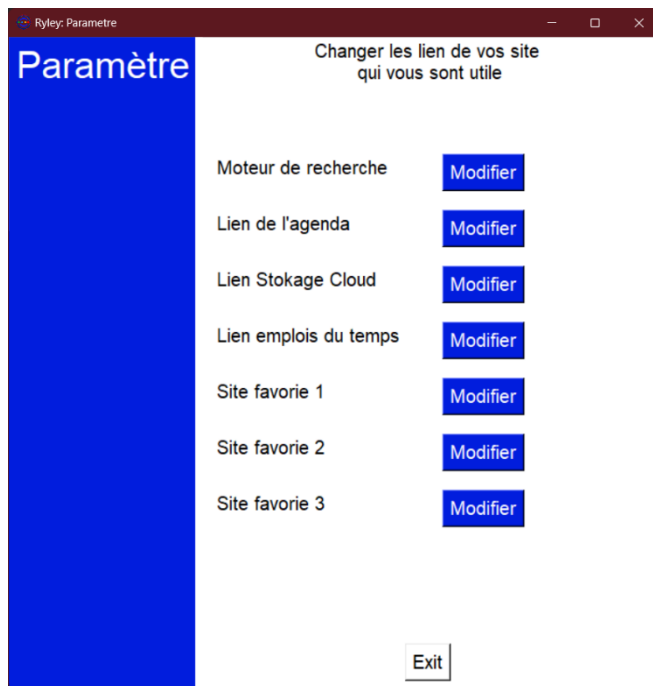 Ryley: Parametre
Paramètre
Changer les lien de vos site
qui vous sont utile
Moteur de recherche Modifier
Lien de l'agenda Modifier
Lien Stokage Cloud Modifier
Lien emplois du temps Modifier
Site favorie 1 Modifier
Site favorie 2 Modifier
Site favorie 3 Modifier
Exit